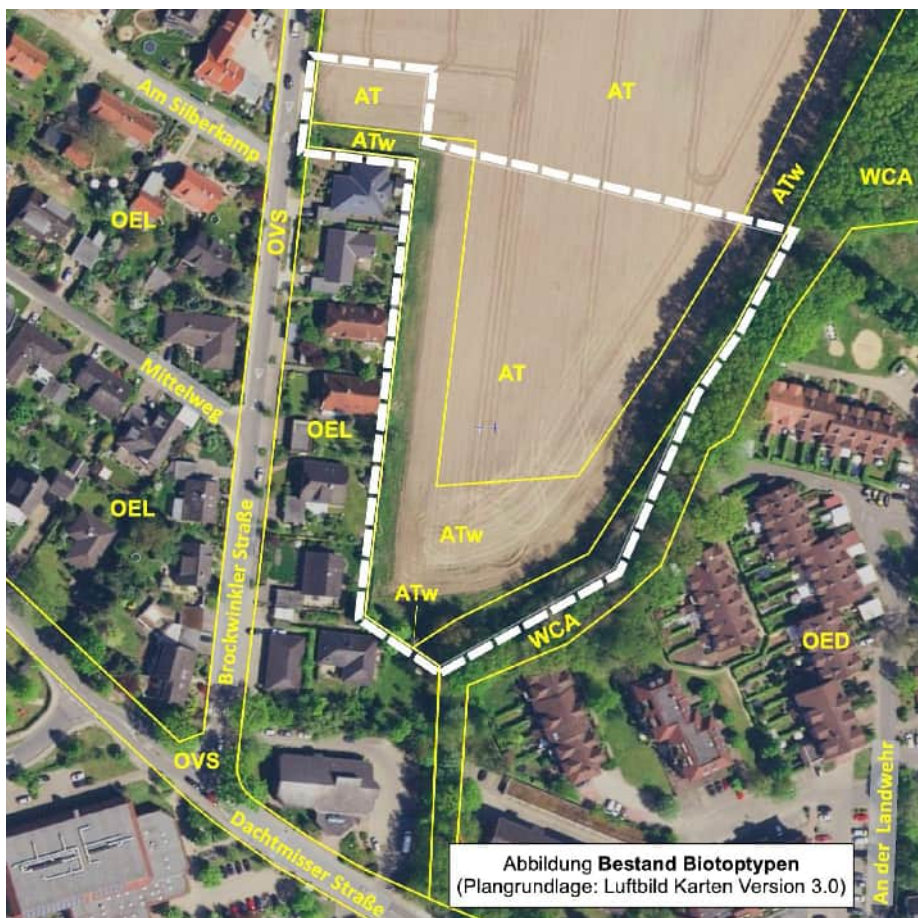 AT
AT
Am Silberkamp
ATw
ATw
WCA
OEL
OVS
Mittelweg
AT
OEL
OEL
Brockwinkler Straße
ATw
ATw
WCA
OED
OVS
Dachtmisser Straße
An der Landwehr
Abbildung Bestand Biotoptypen
(Plangrundlage: Luftbild Karten Version 3.0)